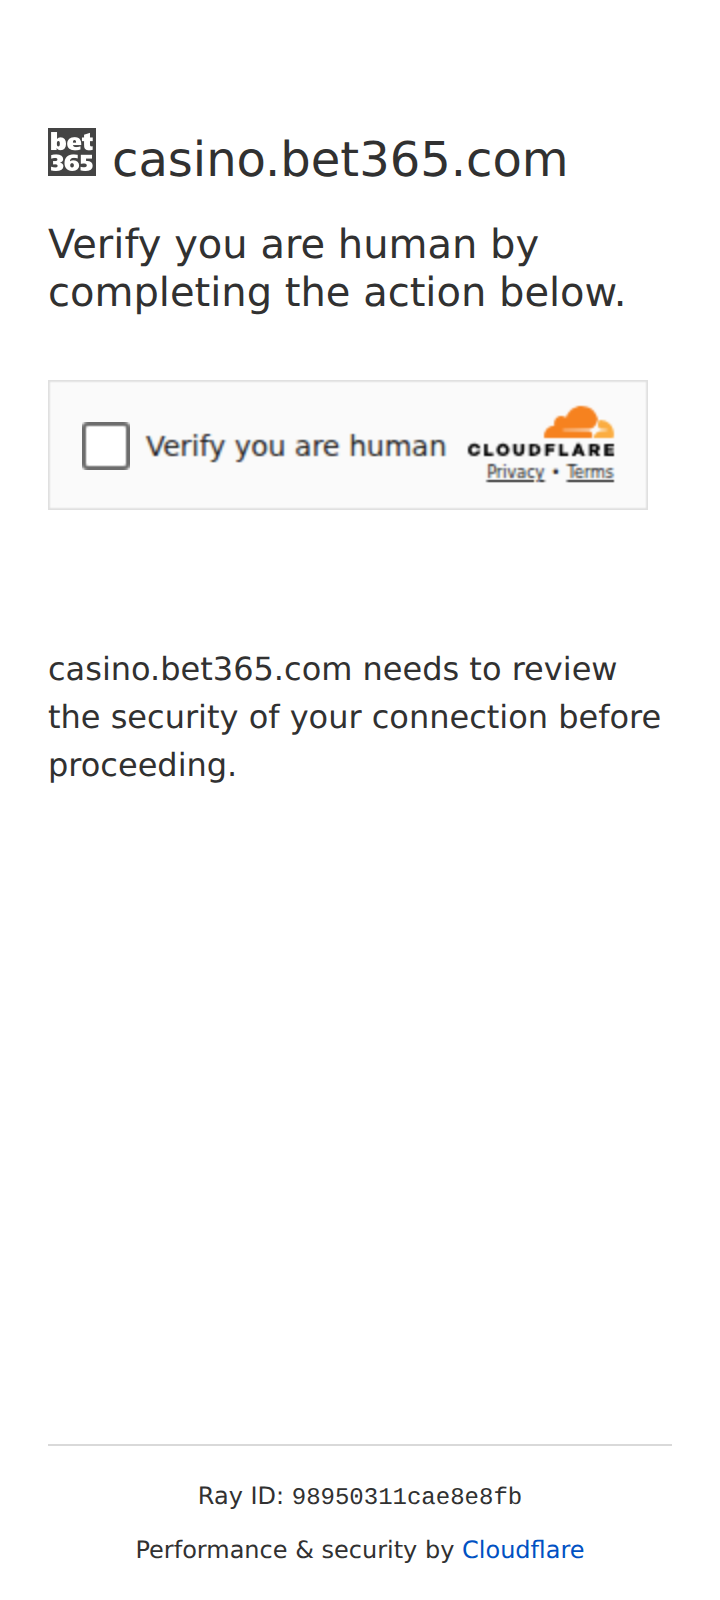 bet
365
casino.bet365.com
Verify you are human by
completing the action below.
Verify you are human
CLOUDFLARE
Privacy • Terms
casino.bet365.com needs to review
the security of your connection before
proceeding.
Ray ID: 98950311cae8e8fb
Performance & security by Cloudflare